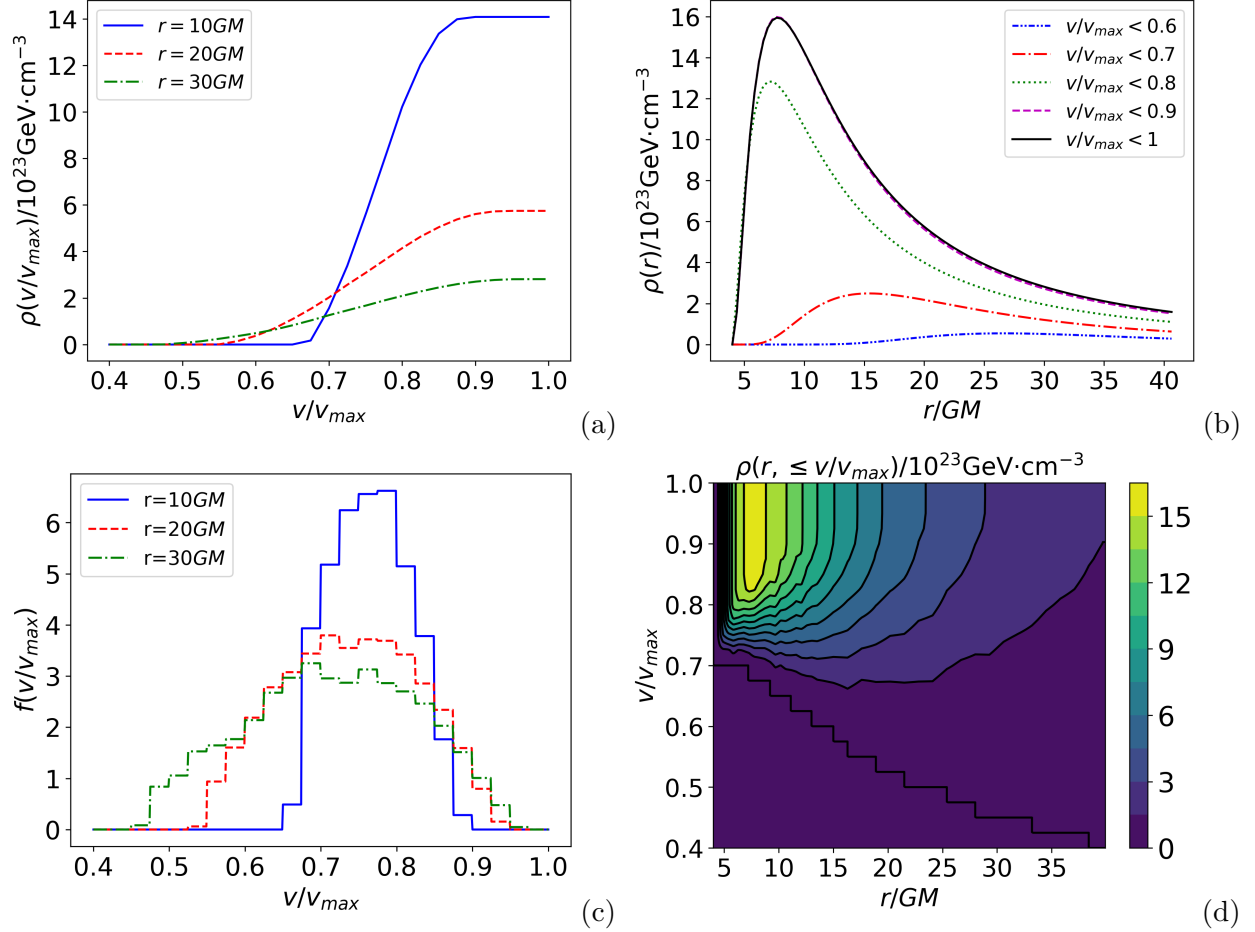 ρ(v/v_max)/10²³GeV·cm⁻³
14
12
10
8
6
4
2
0
r = 10GM
r = 20GM
r = 30GM
0.4 0.5 0.6 0.7 0.8 0.9 1.0
v/v_max
(a)
ρ(r)/10²³GeV·cm⁻³
16
14
12
10
8
6
4
2
0
v/v_max < 0.6
v/v_max < 0.7
v/v_max < 0.8
v/v_max < 0.9
v/v_max < 1
5 10 15 20 25 30 35 40
r/GM
(b)
f(v/v_max)
6
5
4
3
2
1
0
r=10GM
r=20GM
r=30GM
0.4 0.5 0.6 0.7 0.8 0.9 1.0
v/v_max
(c)
ρ(r, ≤ v/v_max)/10²³GeV·cm⁻³
v/v_max
1.0
0.9
0.8
0.7
0.6
0.5
0.4
5 10 15 20 25 30 35
r/GM
15
12
9
6
3
0
(d)